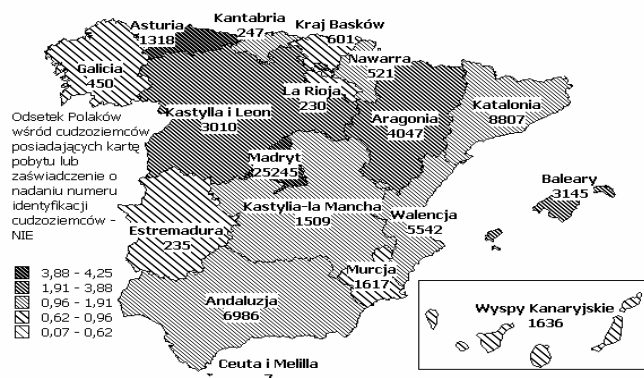 Kantabria
247
Asturia
1318
Kraj Basków
601
Galicia
450
Nawarra
521
La Rioja
230
Kastylla i Leon
3010
Aragonia
4047
Katalonia
8807
Odsetek Polaków
wśród cudzoziemców
posiadających kartę
pobytu lub
zaświadczenie o
nadaniu numeru
identyfikacji
cudzoziemców -
NIE
Madryt
25245
Baleary
3145
Kastylia-la Mancha
1509
Walencja
5542
Estremadura
235
Murcja
1617
3,88 - 4,25
1,91 - 3,88
0,96 - 1,91
0,62 - 0,96
0,07 - 0,62
Andaluzja
6986
Wyspy Kanaryjskie
1636
Ceuta i Melilla